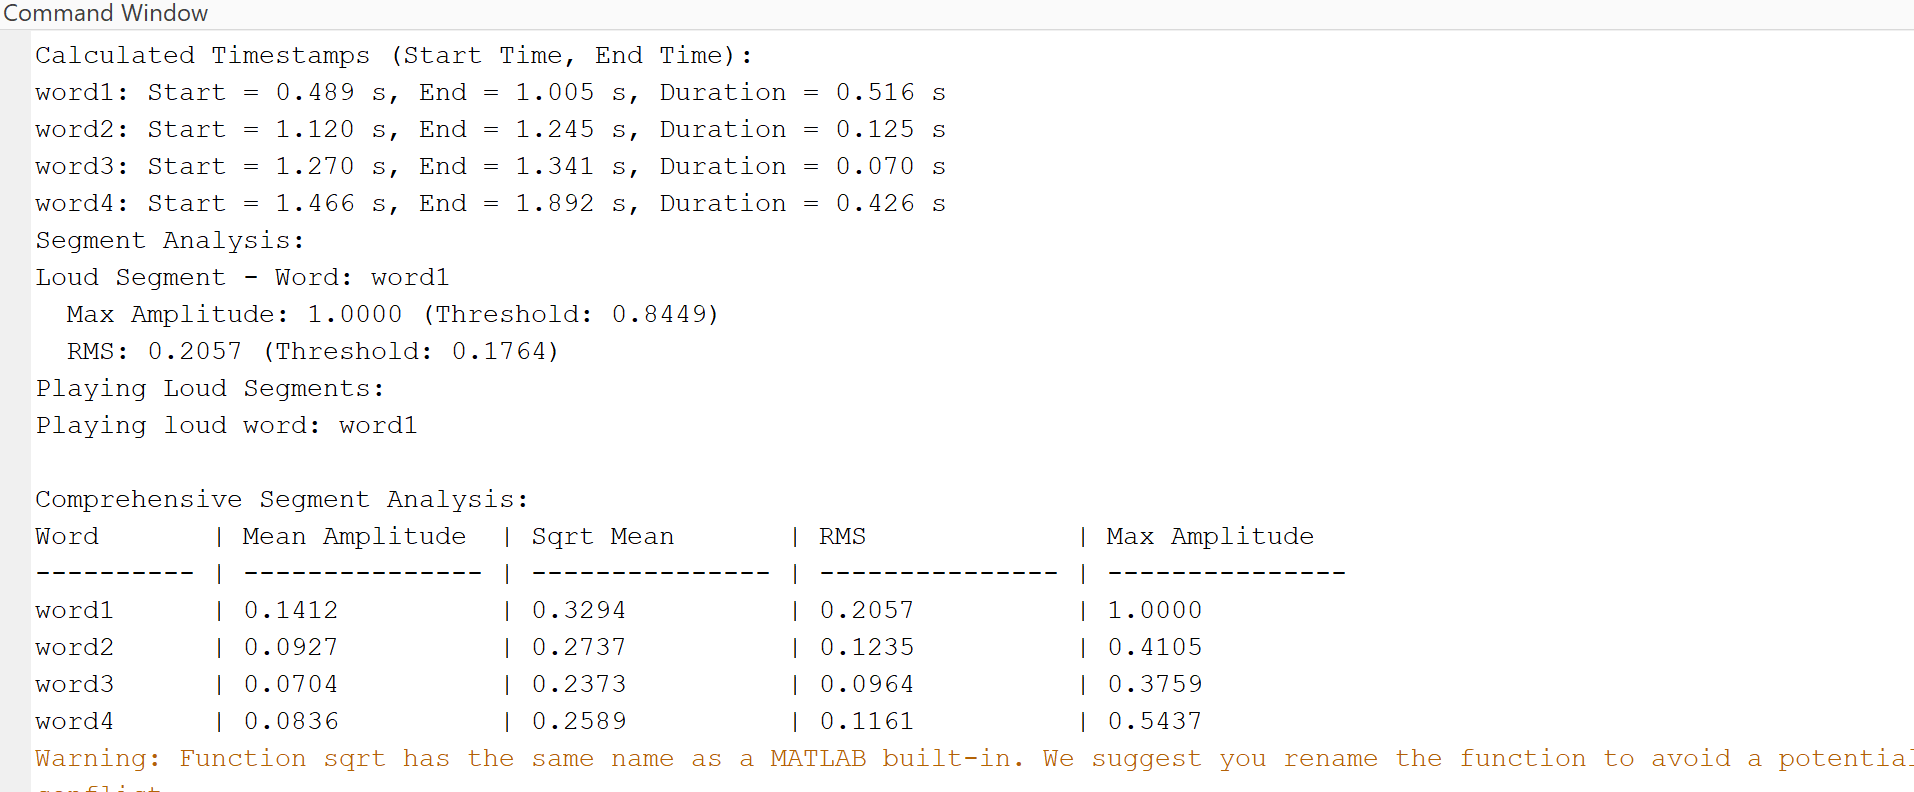 Command Window
Calculated Timestamps (Start Time, End Time):
word1: Start = 0.489 s, End = 1.005 s, Duration = 0.516 s
word2: Start = 1.120 s, End = 1.245 s, Duration = 0.125 s
word3: Start = 1.270 s, End = 1.341 s, Duration = 0.070 s
word4: Start = 1.466 s, End = 1.892 s, Duration = 0.426 s
Segment Analysis:
Loud Segment - Word: word1
  Max Amplitude: 1.0000 (Threshold: 0.8449)
  RMS: 0.2057 (Threshold: 0.1764)
Playing Loud Segments:
Playing loud word: word1
Comprehensive Segment Analysis:
Word       | Mean Amplitude  | Sqrt Mean       | RMS             | Max Amplitude
---------- | --------------- | --------------- | --------------- | ---------------
word1      | 0.1412          | 0.3294          | 0.2057          | 1.0000
word2      | 0.0927          | 0.2737          | 0.1235          | 0.4105
word3      | 0.0704          | 0.2373          | 0.0964          | 0.3759
word4      | 0.0836          | 0.2589          | 0.1161          | 0.5437
Warning: Function sqrt has the same name as a MATLAB built-in. We suggest you rename the function to avoid a potential